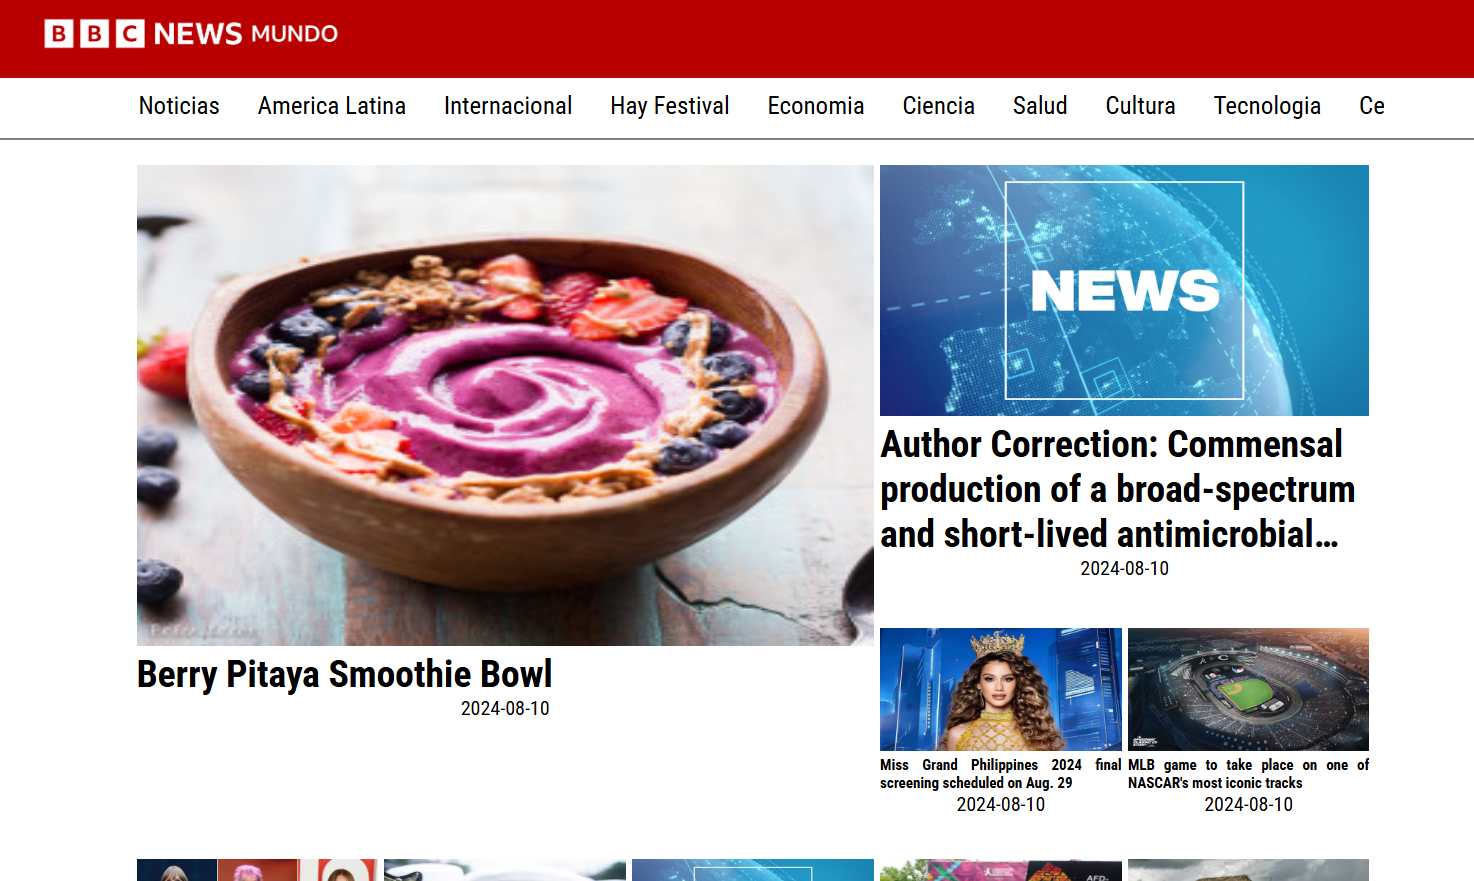 BBC NEWS MUNDO
Noticias America Latina Internacional Hay Festival Economia Ciencia Salud Cultura Tecnologia Ce
NEWS
Author Correction: Commensal
production of a broad-spectrum
and short-lived antimicrobial...
2024-08-10
Berry Pitaya Smoothie Bowl
2024-08-10
Miss Grand Philippines 2024 final
screening scheduled on Aug. 29
2024-08-10
MLB game to take place on one of
NASCAR's most iconic tracks
2024-08-10